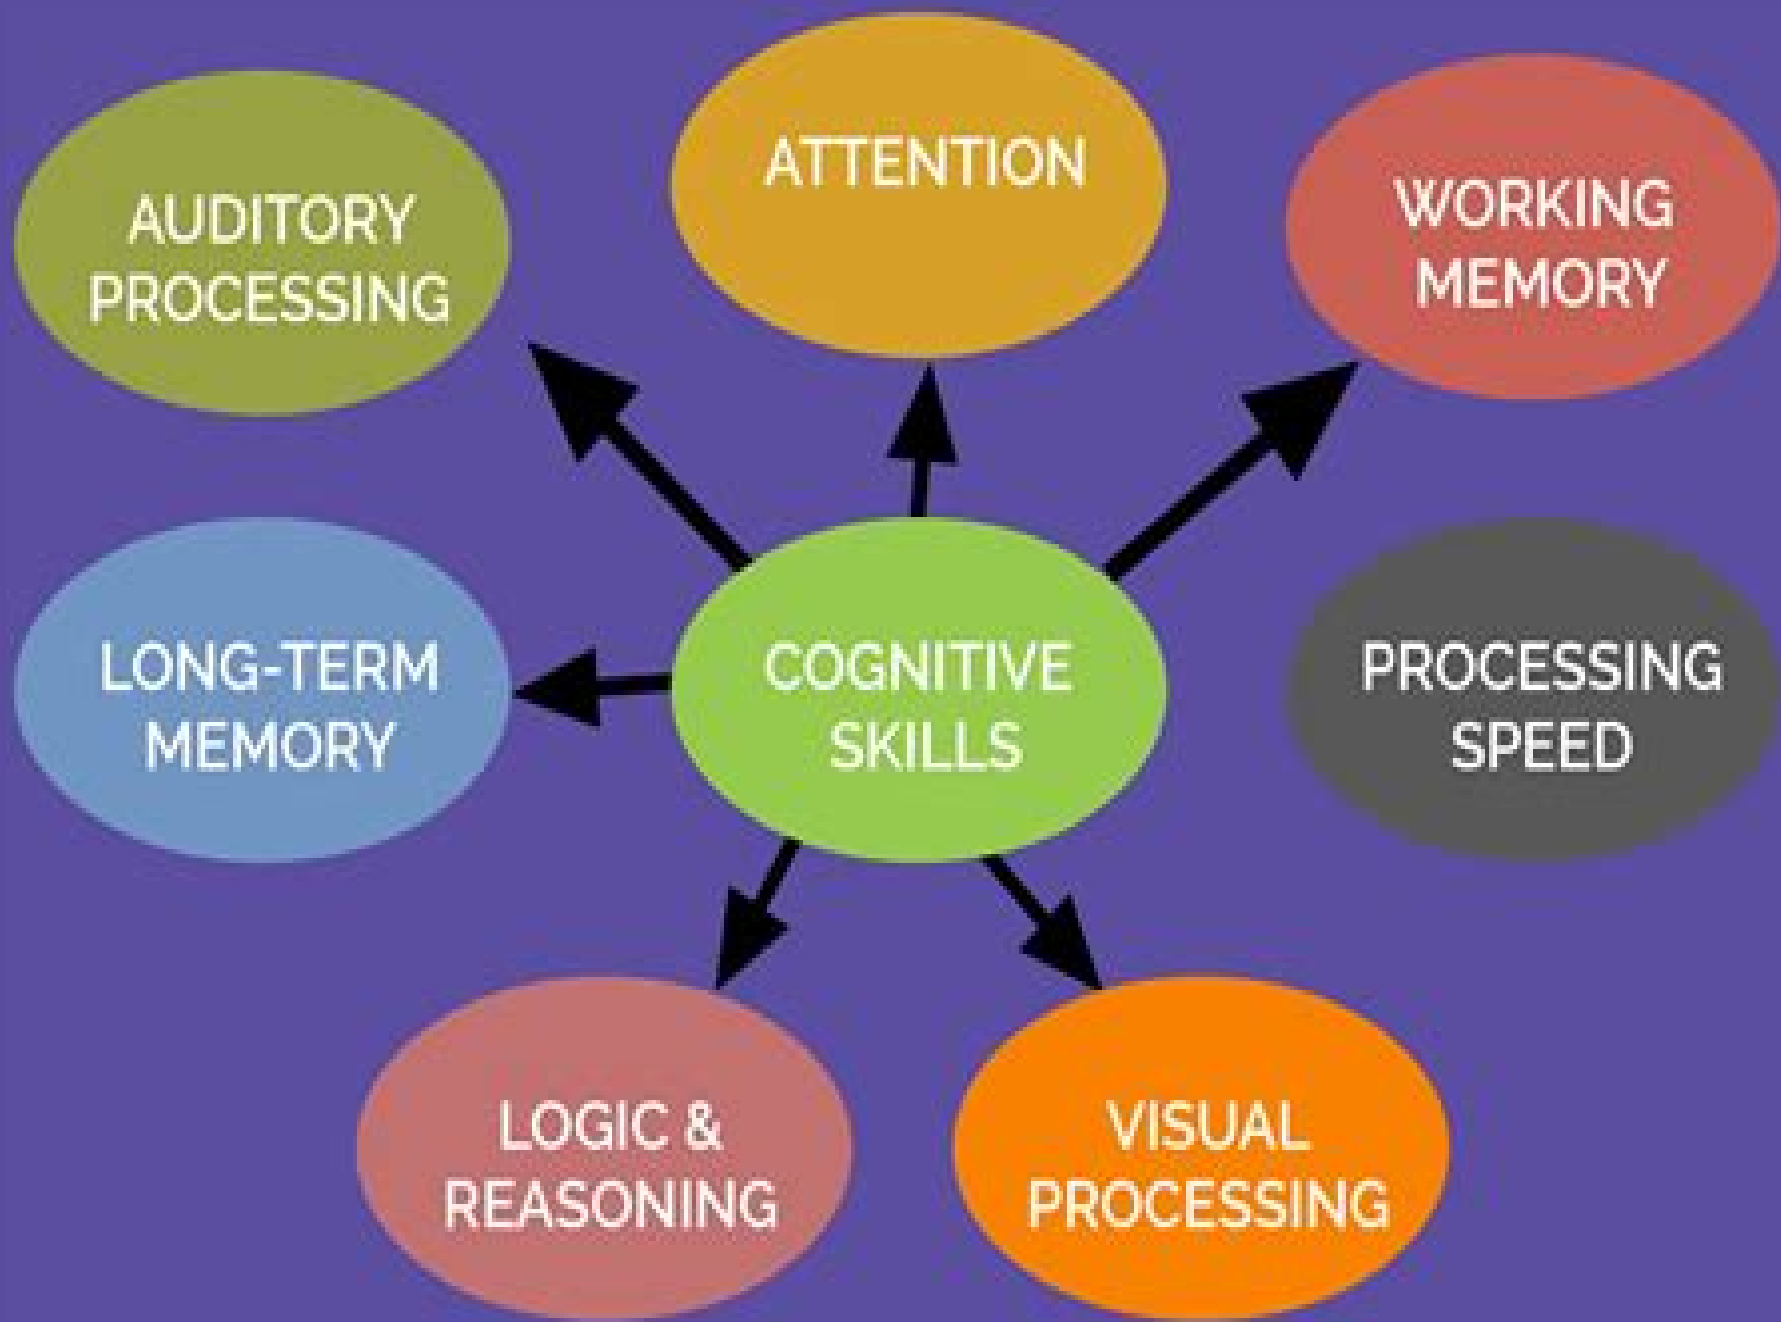 ATTENTION
AUDITORY
PROCESSING
WORKING
MEMORY
LONG-TERM
MEMORY
COGNITIVE
SKILLS
PROCESSING
SPEED
LOGIC &
REASONING
VISUAL
PROCESSING